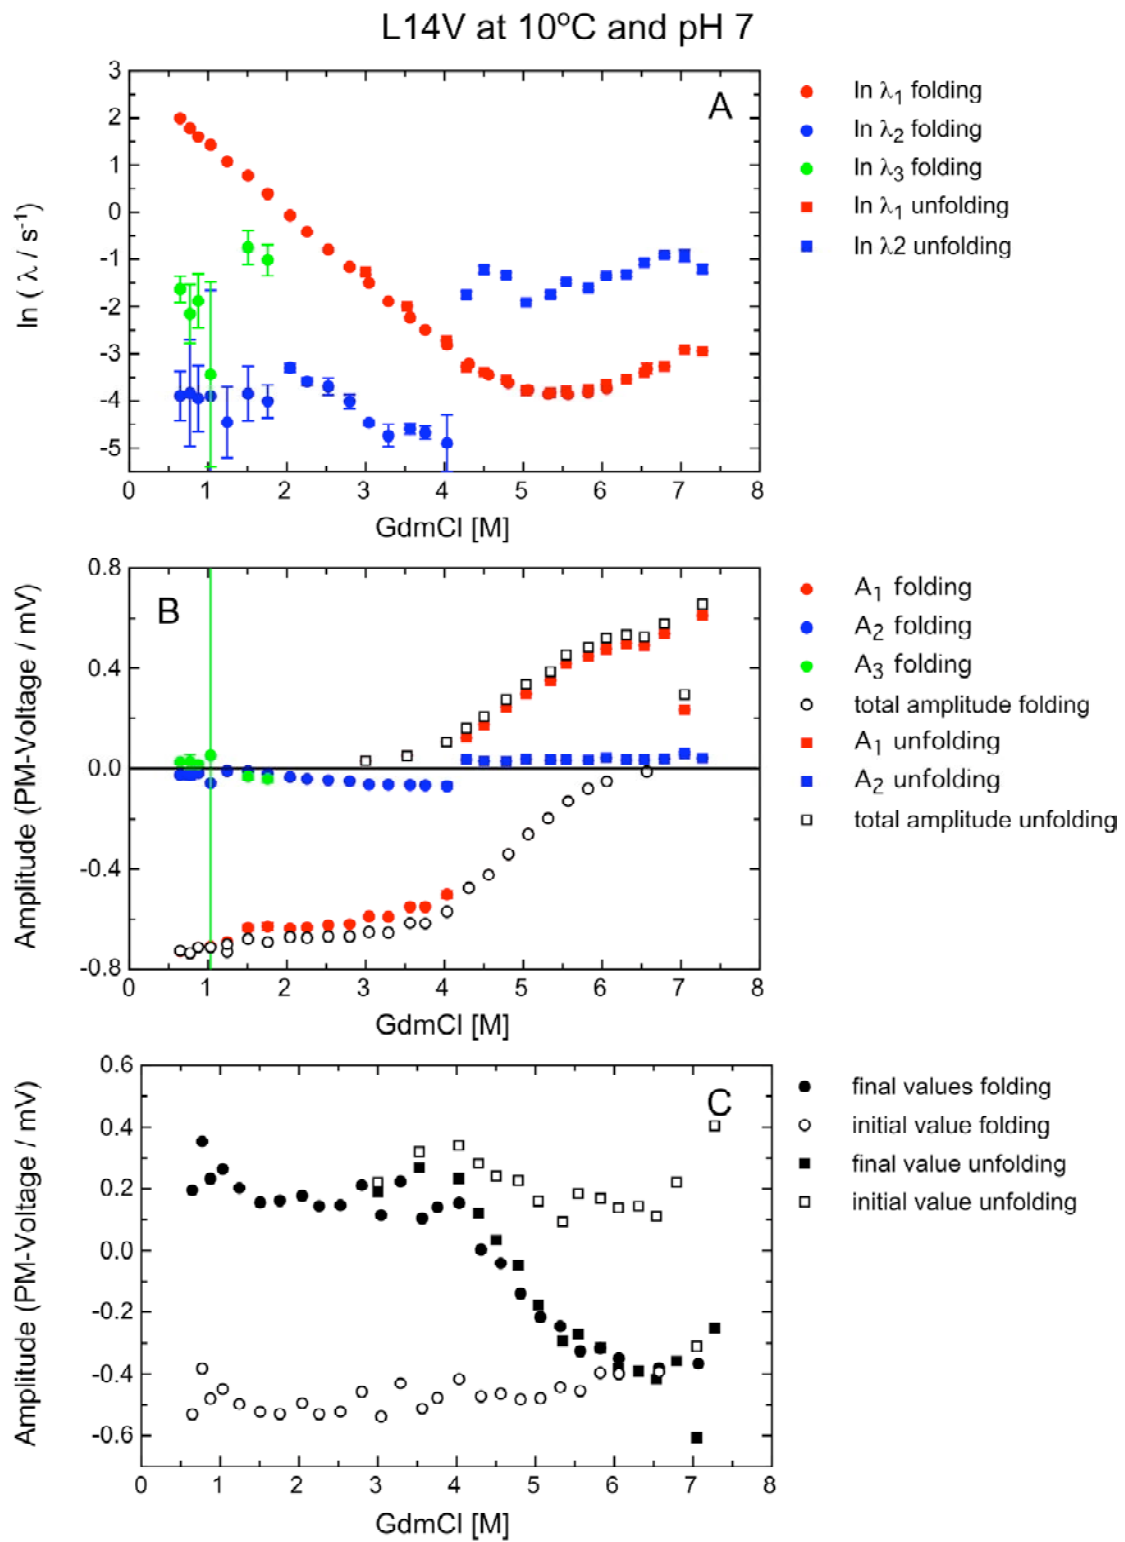 L14V at 10ºC and pH 7
A
ln ( λ / s-1)
3
2
1
0
-1
-2
-3
-4
-5
0 1 2 3 4 5 6 7 8
GdmCl [M]
ln λ1 folding
ln λ2 folding
ln λ3 folding
ln λ1 unfolding
ln λ2 unfolding
B
Amplitude (PM-Voltage / mV)
0.8
0.4
0.0
-0.4
-0.8
0 1 2 3 4 5 6 7 8
GdmCl [M]
A1 folding
A2 folding
A3 folding
total amplitude folding
A1 unfolding
A2 unfolding
total amplitude unfolding
C
Amplitude (PM-Voltage / mV)
0.6
0.4
0.2
0.0
-0.2
-0.4
-0.6
0 1 2 3 4 5 6 7 8
GdmCl [M]
final values folding
initial value folding
final value unfolding
initial value unfolding